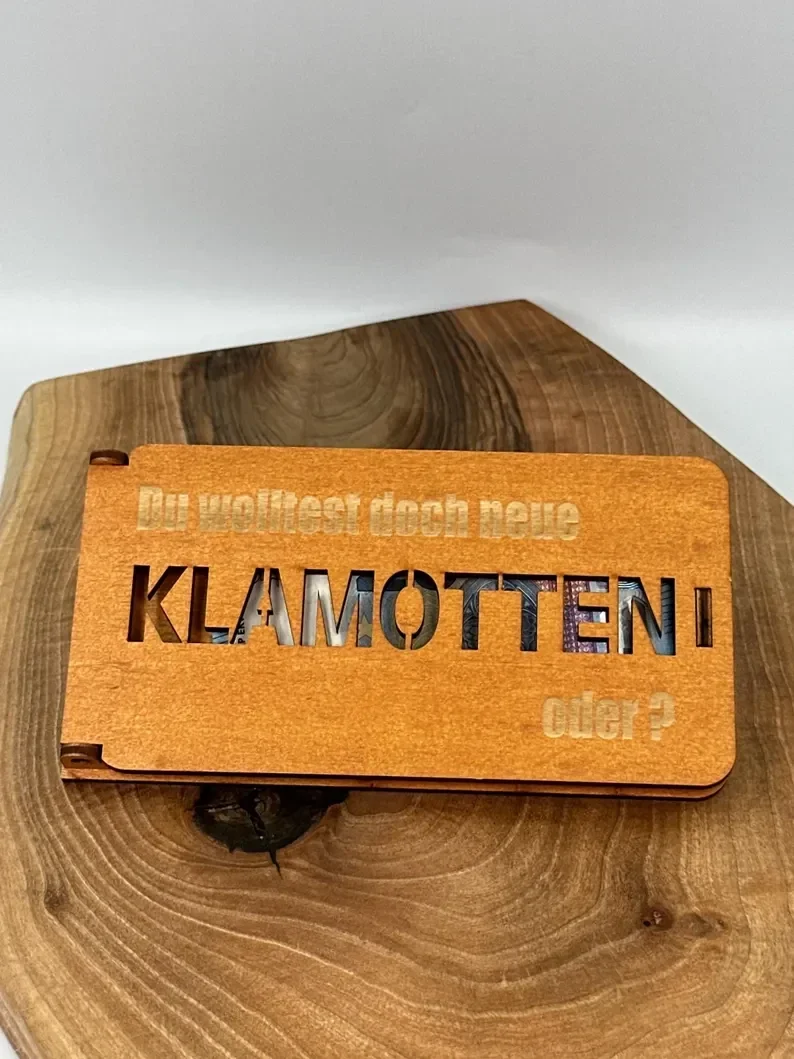 Du wolltest doch neue
KLAMOTTEN
oder ?